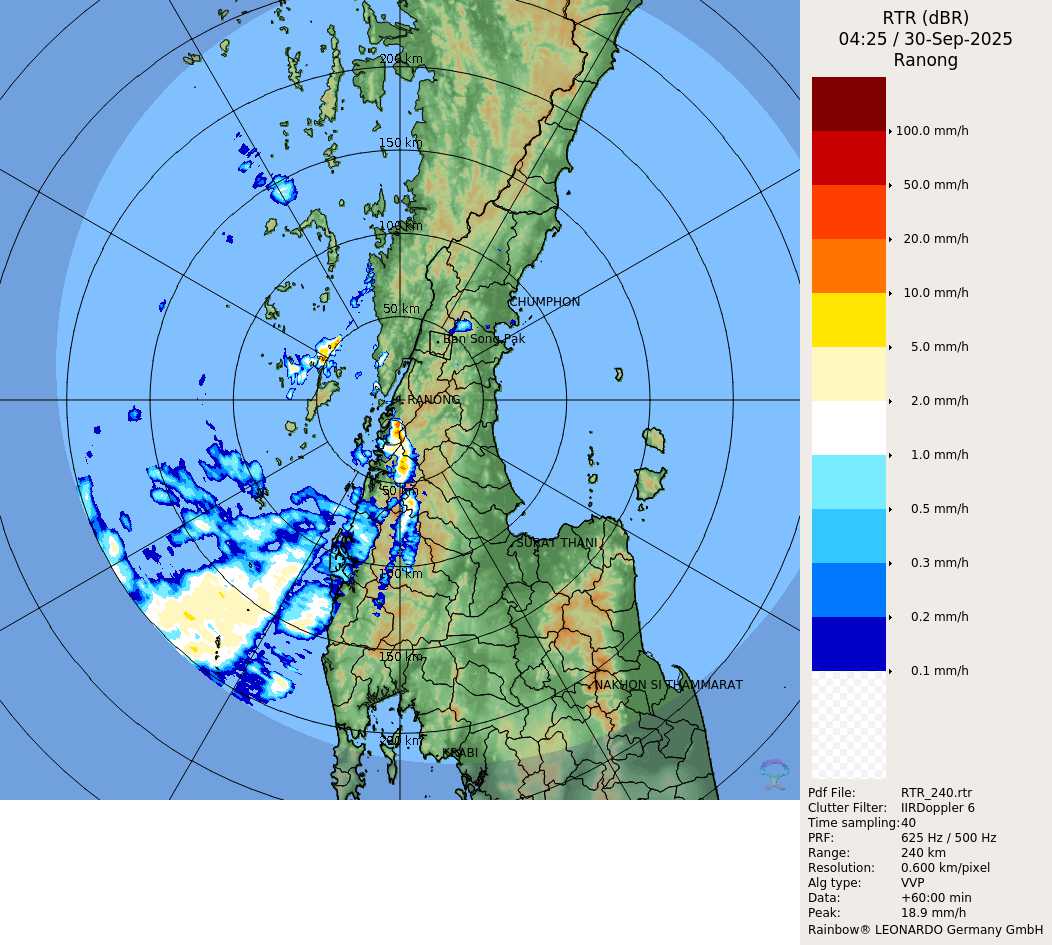 RTR (dBR)
04:25 / 30-Sep-2025
Ranong
200 km
150 km
100 km
50 km
CHUMPHON
Ban Song Pak
RANONG
50 km
SURAT THANI
100 km
150 km
NAKHON SI THAMMARAT
200 km
KRABI
100.0 mm/h
50.0 mm/h
20.0 mm/h
10.0 mm/h
5.0 mm/h
2.0 mm/h
1.0 mm/h
0.5 mm/h
0.3 mm/h
0.2 mm/h
0.1 mm/h
Pdf File: RTR_240.rtr
Clutter Filter: IIRDoppler 6
Time sampling: 40
PRF: 625 Hz / 500 Hz
Range: 240 km
Resolution: 0.600 km/pixel
Alg type: VVP
Data: +60:00 min
Peak: 18.9 mm/h
Rainbow® LEONARDO Germany GmbH